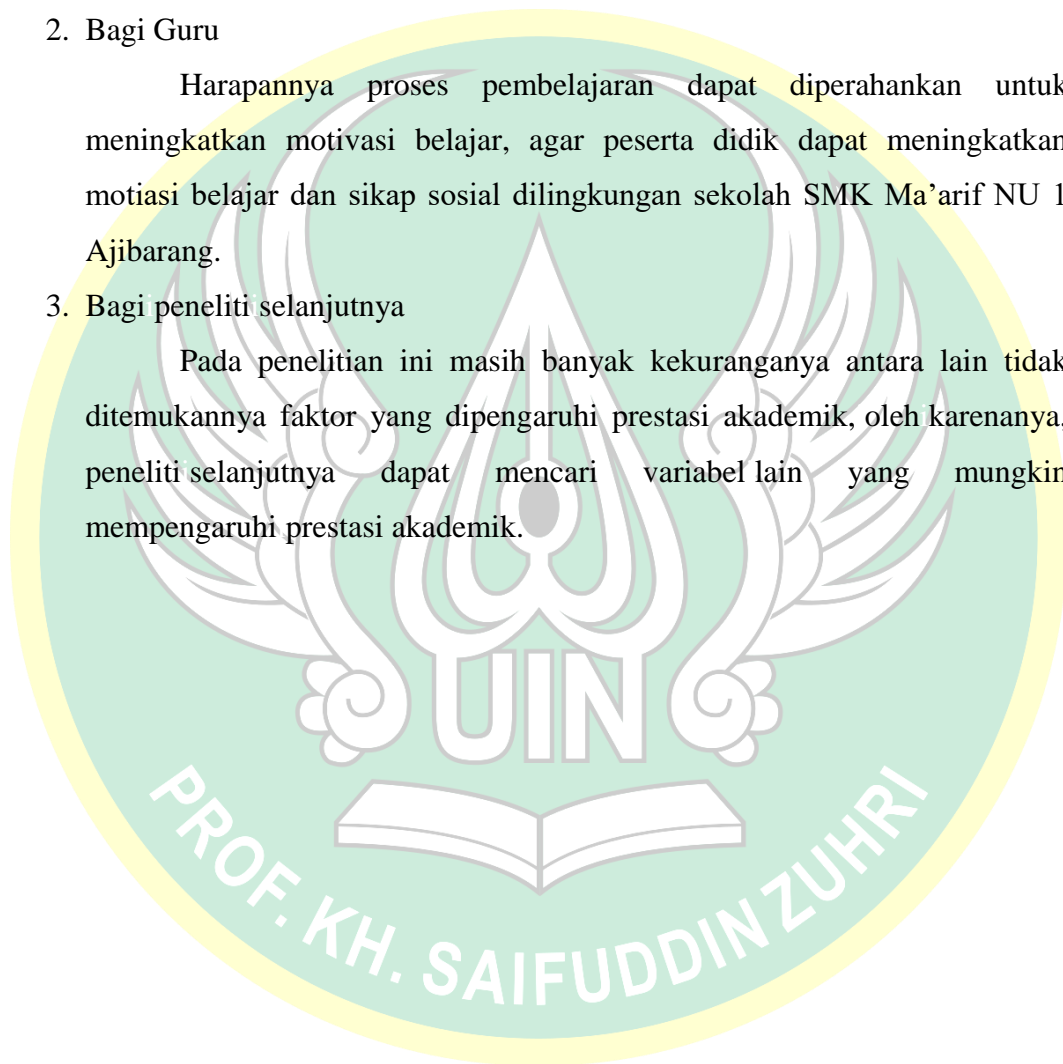 2. Bagi Guru
Harapannya proses pembelajaran dapat diperahankan untuk
meningkatkan motivasi belajar, agar peserta didik dapat meningkatkan
motiasi belajar dan sikap sosial dilingkungan sekolah SMK Ma’arif NU 1
Ajibarang.
3. Bagi peneliti selanjutnya
Pada penelitian ini masih banyak kekuranganya antara lain tidak
ditemukannya faktor yang dipengaruhi prestasi akademik, oleh karenanya,
peneliti selanjutnya dapat mencari variabel lain yang mungkin
mempengaruhi prestasi akademik.
UIN
PROF. KH. SAIFUDDIN ZUHRI